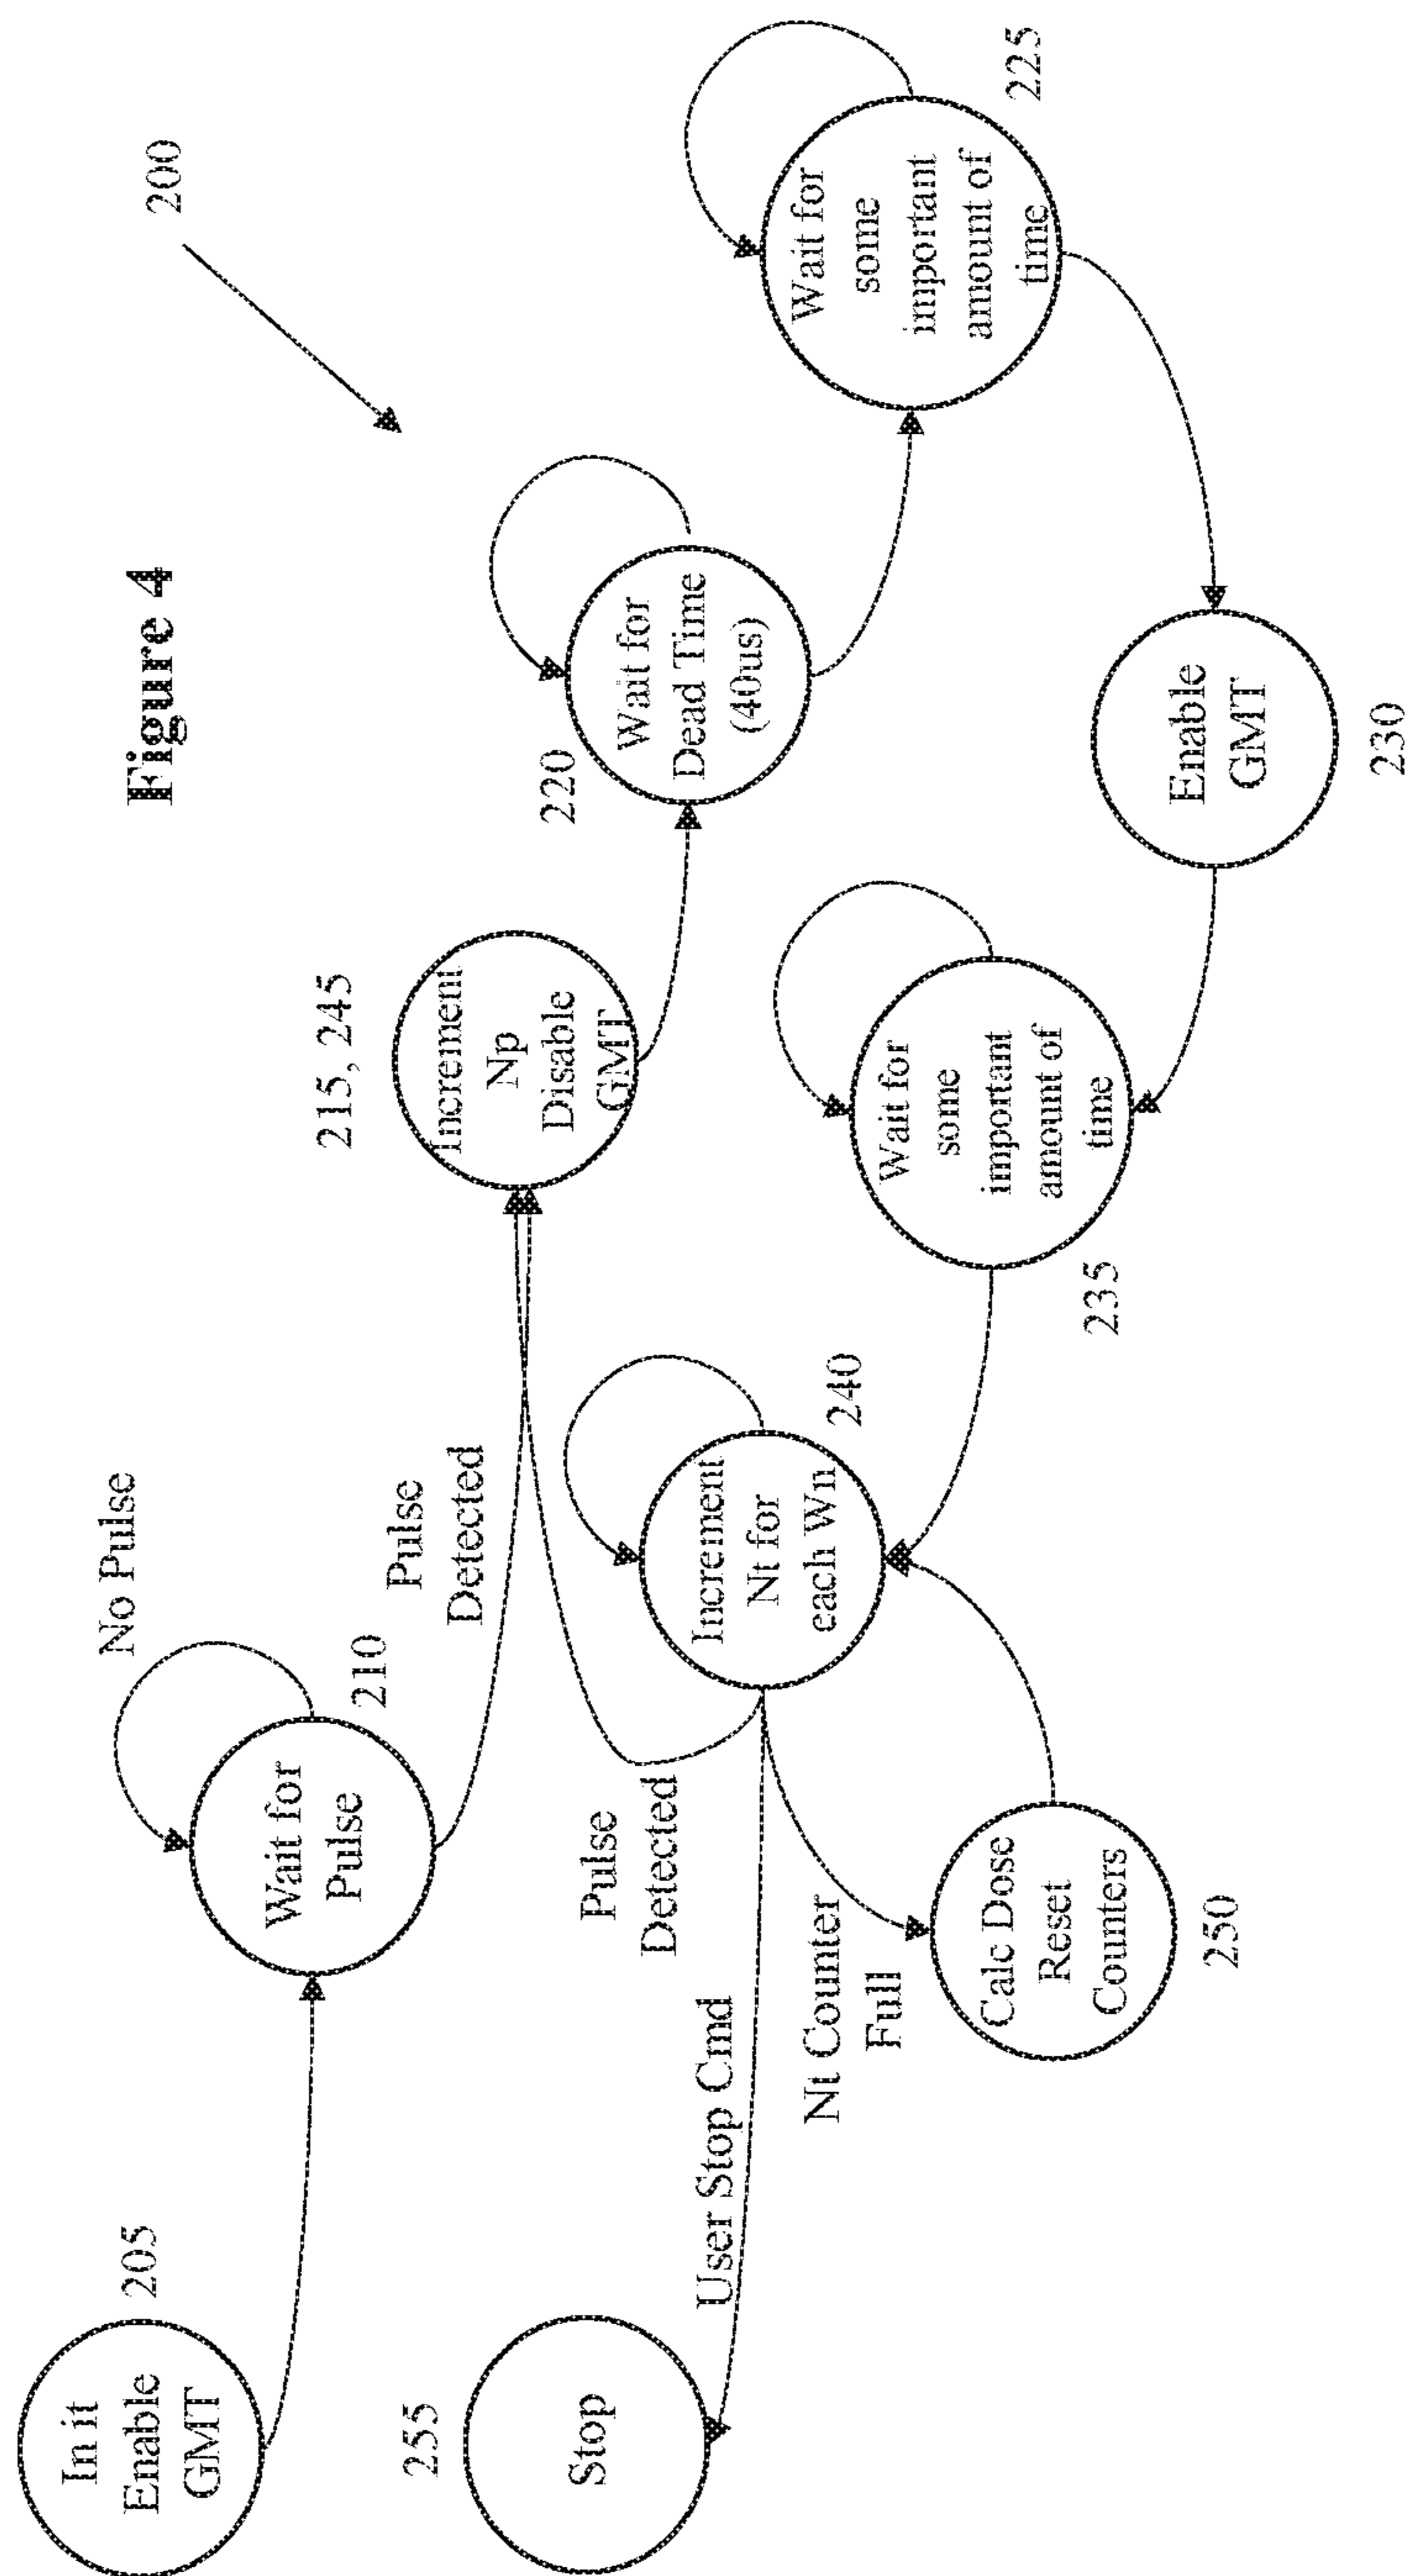 Figure 4
200
In it
Enable
GMT
205
No Pulse
Wait for
Pulse
210
Pulse
Detected
215, 245
Increment
Np
Disable
GMT
220
Wait for
Dead Time
(40us)
Wait for
some
important
amount of
time
225
255
Stop
User Stop Cmd
Pulse
Detected
Increment
Nt for
each Wn
240
Wait for
some
important
amount of
time
235
Enable
GMT
230
Nt Counter
Full
Calc Dose
Reset
Counters
250